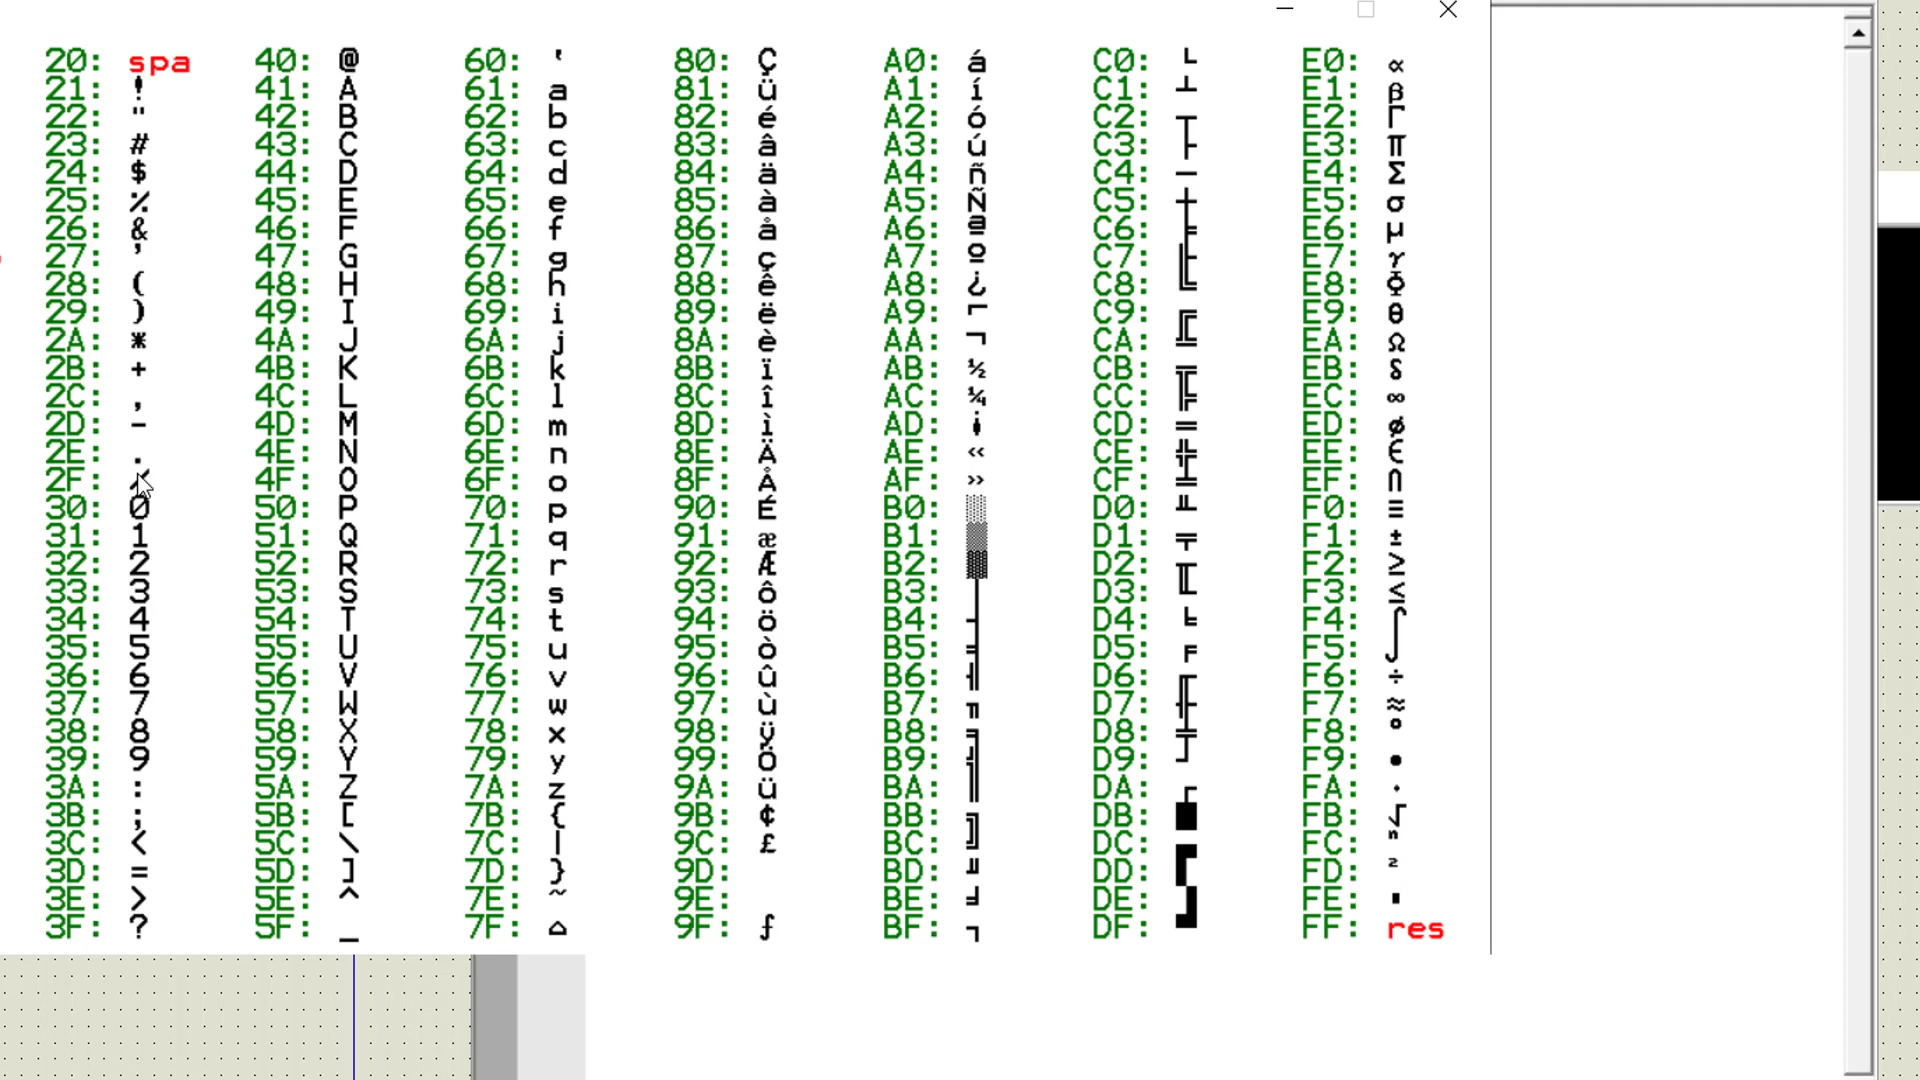 20: spa 40: @ 60: ' 80: Ç A0: á C0: └ E0: α
21: ! 41: A 61: a 81: ü A1: í C1: ┴ E1: β
22: " 42: B 62: b 82: é A2: ó C2: ┬ E2: Γ
23: # 43: C 63: c 83: â A3: ú C3: ├ E3: π
24: $ 44: D 64: d 84: ä A4: ñ C4: ─ E4: Σ
25: % 45: E 65: e 85: à A5: Ñ C5: ┼ E5: σ
26: & 46: F 66: f 86: å A6: ª C6: ╞ E6: µ
27: ' 47: G 67: g 87: ç A7: º C7: ╟ E7: γ
28: ( 48: H 68: h 88: ê A8: ¿ C8: ╚ E8: Φ
29: ) 49: I 69: i 89: ë A9: ⌐ C9: ╔ E9: θ
2A: * 4A: J 6A: j 8A: è AA: ¬ CA: ╩ EA: Ω
2B: + 4B: K 6B: k 8B: ï AB: ½ CB: ╦ EB: δ
2C: , 4C: L 6C: l 8C: î AC: ¼ CC: ╠ EC: ∞
2D: - 4D: M 6D: m 8D: ì AD: ¡ CD: ═ ED: ø
2E: . 4E: N 6E: n 8E: Ä AE: « CE: ╬ EE: ε
2F: / 4F: O 6F: o 8F: Å AF: » CF: ╧ EF: ∩
30: 0 50: P 70: p 90: É B0: ░ D0: ╨ F0: ≡
31: 1 51: Q 71: q 91: æ B1: ▒ D1: ╤ F1: ±
32: 2 52: R 72: r 92: Æ B2: ▓ D2: ╥ F2: ≥
33: 3 53: S 73: s 93: ô B3: │ D3: ╙ F3: ≤
34: 4 54: T 74: t 94: ö B4: ┤ D4: ╘ F4: ⌠
35: 5 55: U 75: u 95: ò B5: ╡ D5: ╒ F5: ⌡
36: 6 56: V 76: v 96: û B6: ╢ D6: ╓ F6: ÷
37: 7 57: W 77: w 97: ù B7: ╖ D7: ╫ F7: ≈
38: 8 58: X 78: x 98: ÿ B8: ╕ D8: ╪ F8: °
39: 9 59: Y 79: y 99: Ö B9: ╣ D9: ┘ F9: •
3A: : 5A: Z 7A: z 9A: ü BA: ║ DA: ┌ FA: ·
3B: ; 5B: [ 7B: { 9B: ¢ BB: ╗ DB: █ FB: √
3C: < 5C: \ 7C: | 9C: £ BC: ╝ DC: ▄ FC: ⁿ
3D: = 5D: ] 7D: } 9D: BD: ╜ DD: ▌ FD: ²
3E: > 5E: ^ 7E: ~ 9E: BE: ╛ DE: ▐ FE: ▪
3F: ? 5F: _ 7F: ⌂ 9F: ƒ BF: ┐ DF: ▀ FF: res